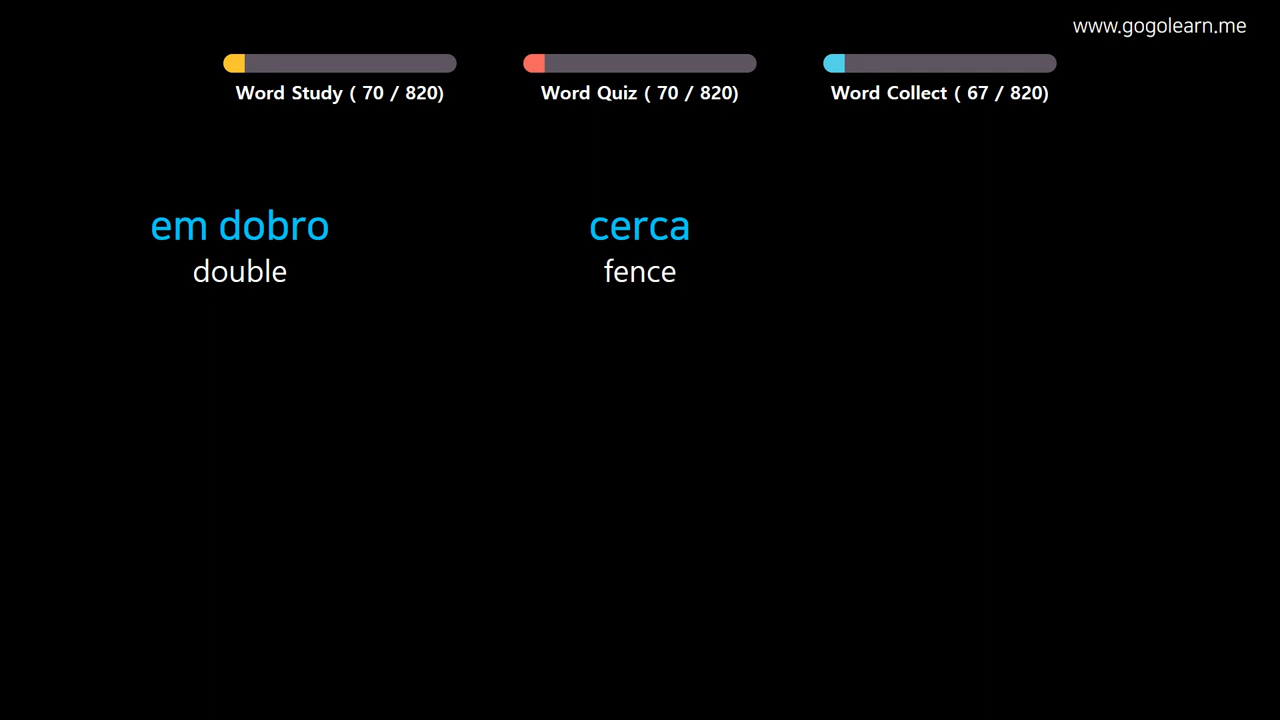 www.gogolearn.me
Word Study ( 70 / 820)
Word Quiz ( 70 / 820)
Word Collect ( 67 / 820)
em dobro
double
cerca
fence